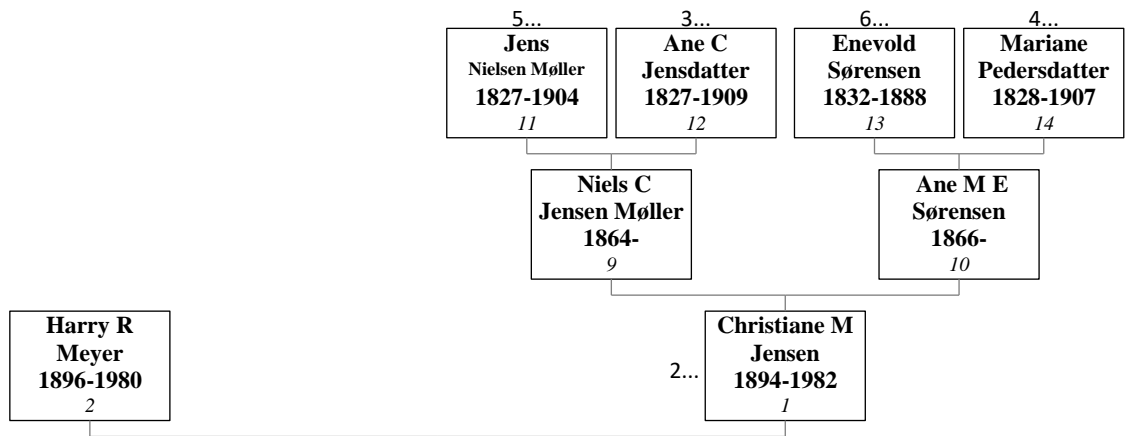 5...
3...
6...
4...
Jens
Nielsen Møller
1827-1904
11
Ane C
Jensdatter
1827-1909
12
Enevold
Sørensen
1832-1888
13
Mariane
Pedersdatter
1828-1907
14
Niels C
Jensen Møller
1864-
9
Ane M E
Sørensen
1866-
10
Harry R
Meyer
1896-1980
2
2...
Christiane M
Jensen
1894-1982
1